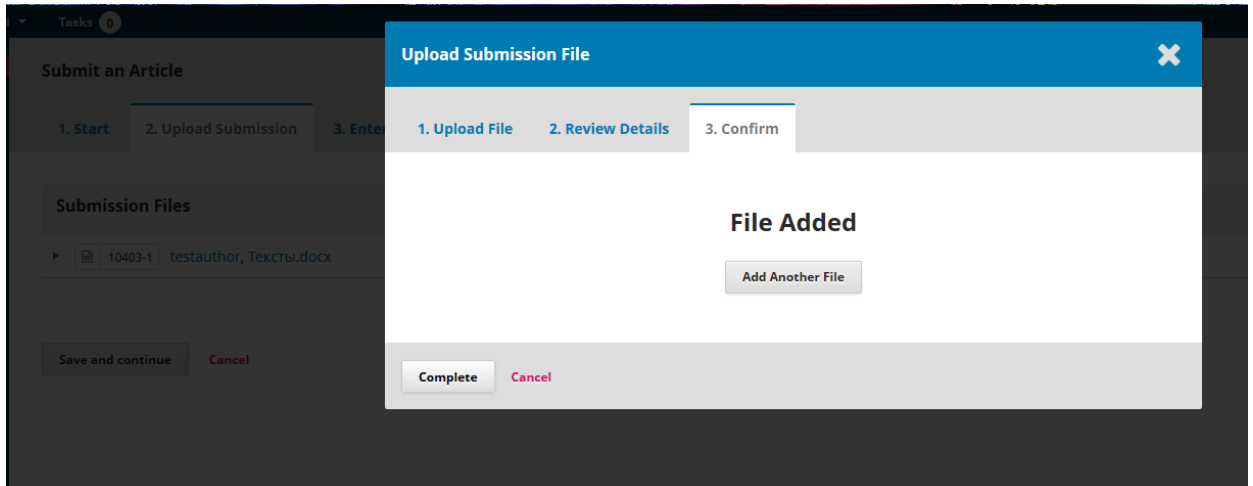 Tasks 0
Submit an Article
1. Start 2. Upload Submission 3. Enter
Submission Files
10403-1 testauthor, Тексты.docx
Save and continue Cancel
Upload Submission File
1. Upload File 2. Review Details 3. Confirm
File Added
Add Another File
Complete Cancel